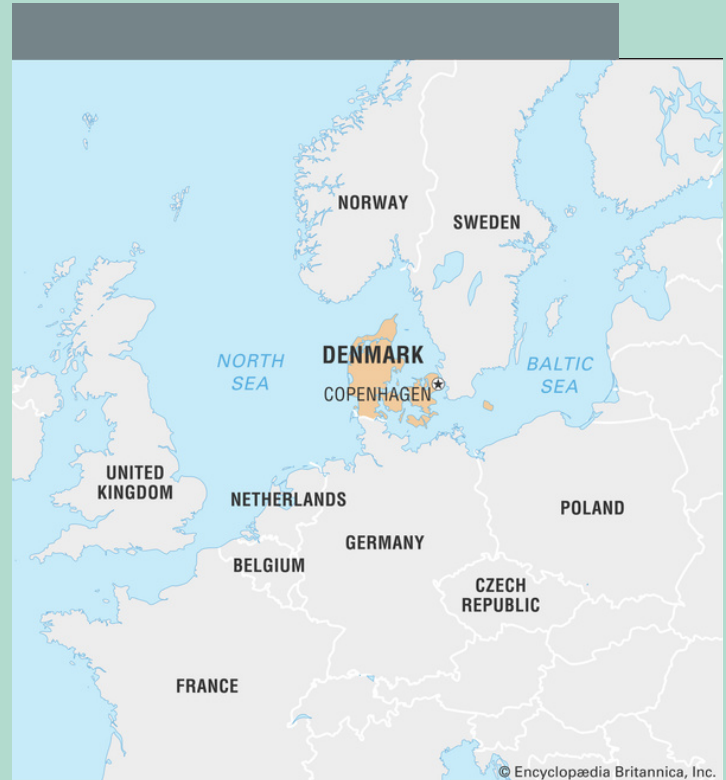 NORWAY
SWEDEN
DENMARK
NORTH
SEA
BALTIC
SEA
COPENHAGEN
UNITED
KINGDOM
NETHERLANDS
POLAND
GERMANY
BELGIUM
CZECH
REPUBLIC
FRANCE
© Encyclopædia Britannica, Inc.